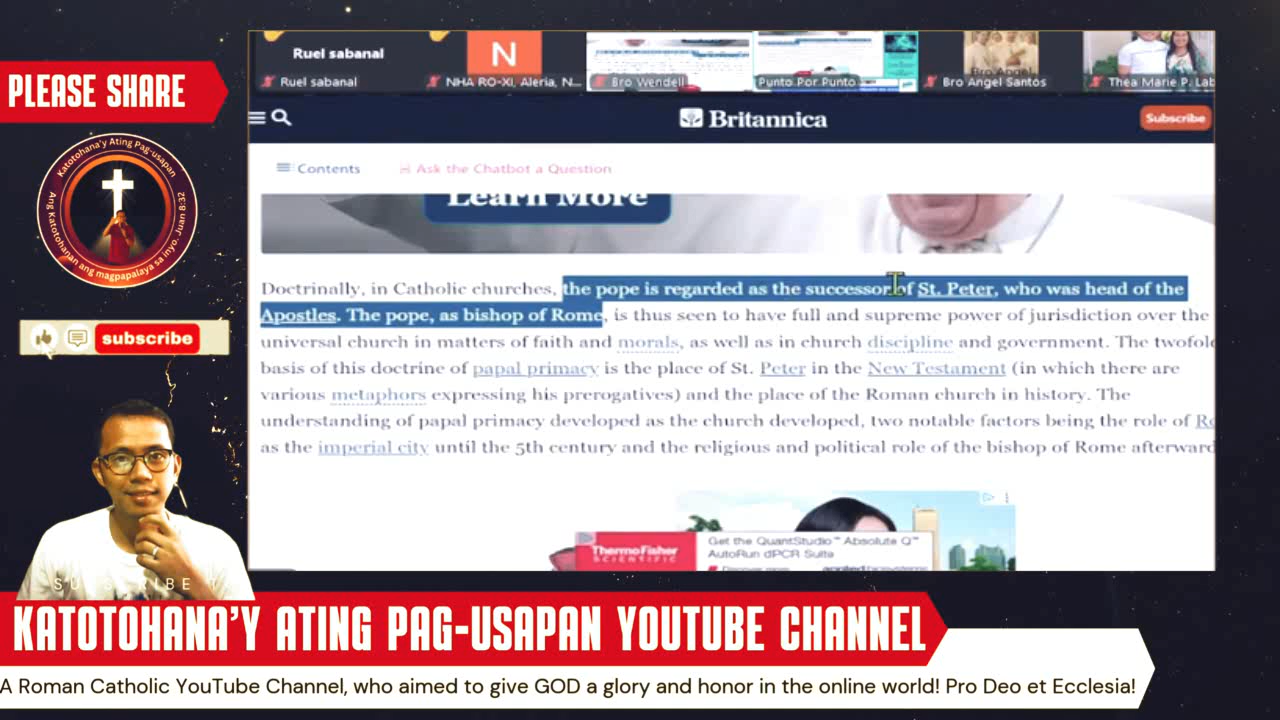 PLEASE SHARE
Katotohana'y Ating Pag-usapan
Ang Katotohanan ang magpapalaya sa inyo. Juan 8:32
subscribe
SUBSCRIBE T
Ruel sabanal
Ruel sabanal
N
NHA RO-XI, Aleria, N...
Bro Wendell
Punto Por Punto
Bro Angel
Bro Angel Santos
Thea Marie P. Lab
Britannica
Subscribe
Contents
Ask the Chatbot a Question
Learn More
Doctrinally, in Catholic churches, the pope is regarded as the successor of St. Peter, who was head of the
Apostles. The pope, as bishop of Rome, is thus seen to have full and supreme power of jurisdiction over the
universal church in matters of faith and morals, as well as in church discipline and government. The twofold
basis of this doctrine of papal primacy is the place of St. Peter in the New Testament (in which there are
various metaphors expressing his prerogatives) and the place of the Roman church in history. The
understanding of papal primacy developed as the church developed, two notable factors being the role of Ro
as the imperial city until the 5th century and the religious and political role of the bishop of Rome afterward
ThermoFisher
SCIENTIFIC
Get the QuantStudio™ Absolute Q™
AutoRun dPCR Suite
Discover more
applied biosystems
KATOTOHANA'Y ATING PAG-USAPAN YOUTUBE CHANNEL
A Roman Catholic YouTube Channel, who aimed to give GOD a glory and honor in the online world! Pro Deo et Ecclesia!